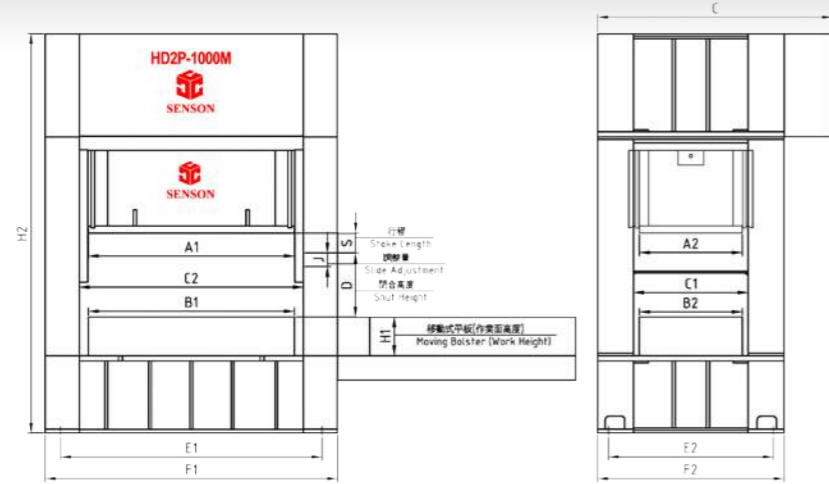 C
HD2P-1000M
SENSON
SENSON
H2
A1
S
行程
Stoke Length
J
調整量
Slide Adjustment
D
閉合高度
Shut Height
C2
B1
H1
移動式平板(作業面高度)
Moving Bolster (Work Height)
A2
C1
B2
E1
F1
E2
F2